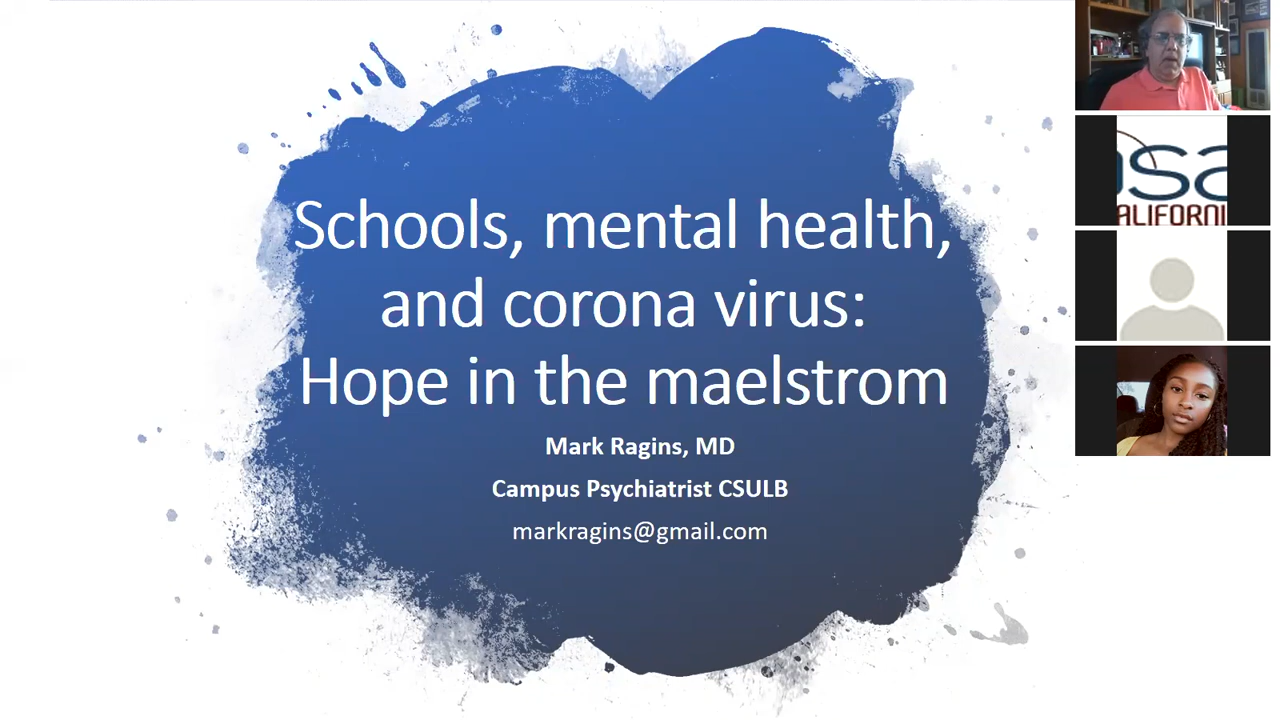 Schools, mental health,
and corona virus:
Hope in the maelstrom
Mark Ragins, MD
Campus Psychiatrist CSULB
markragins@gmail.com